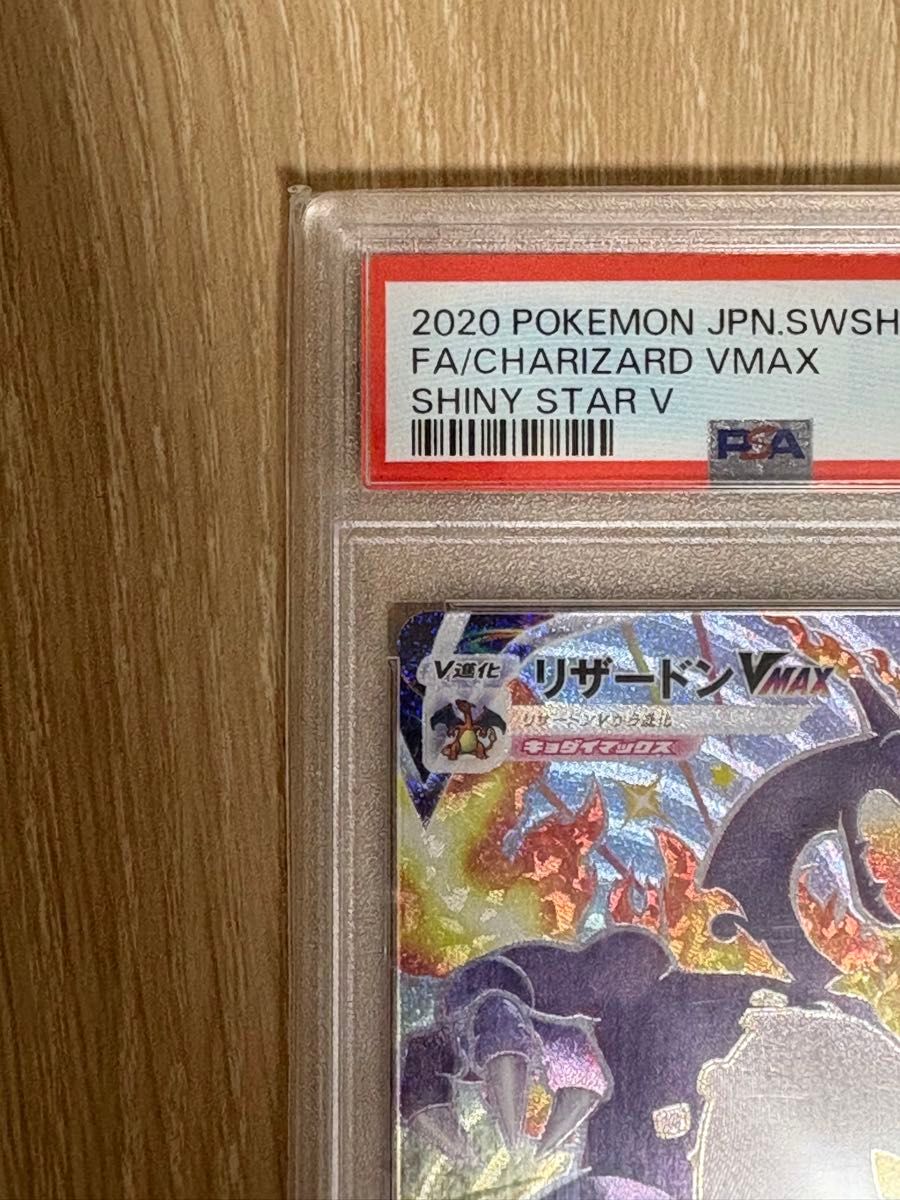 2020 POKEMON JPN.SWSH
FA/CHARIZARD VMAX
SHINY STAR V
PSA
V進化
リザードンVMAX
リザードンVから進化
キョダイマックス